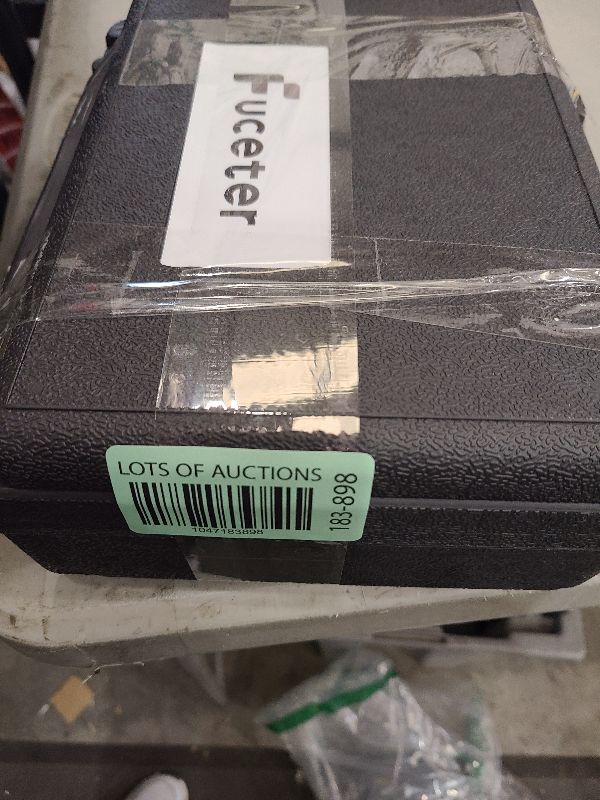 Fuceter
LOTS OF AUCTIONS
1047183898
183-898